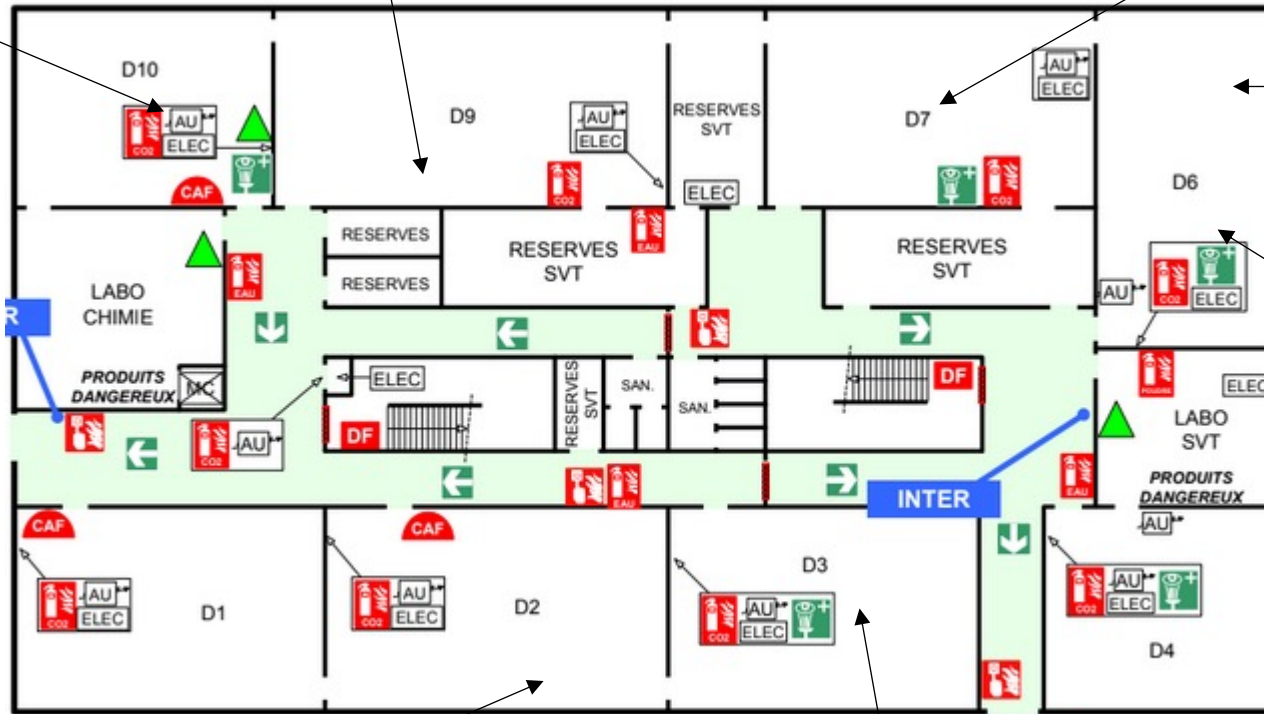 D10
AU
ELEC
CO2
CAF
D9
AU
ELEC
CO2
RESERVES
SVT
ELEC
D7
AU
ELEC
CO2
D6
CO2
ELEC
AU
LABO
CHIMIE
PRODUITS
DANGEREUX
MC
R
EAU
RESERVES
RESERVES
RESERVES
SVT
EAU
RESERVES
SVT
ELEC
DF
RESERVES
SVT
SAN.
SAN.
DF
POUDRE
ELEC
LABO
SVT
PRODUITS
DANGEREUX
AU
CO2
AU
EAU
INTER
EAU
CAF
CAF
D1
CO2
AU
ELEC
D2
CO2
AU
ELEC
D3
CO2
AU
ELEC
D4
CO2
AU
ELEC